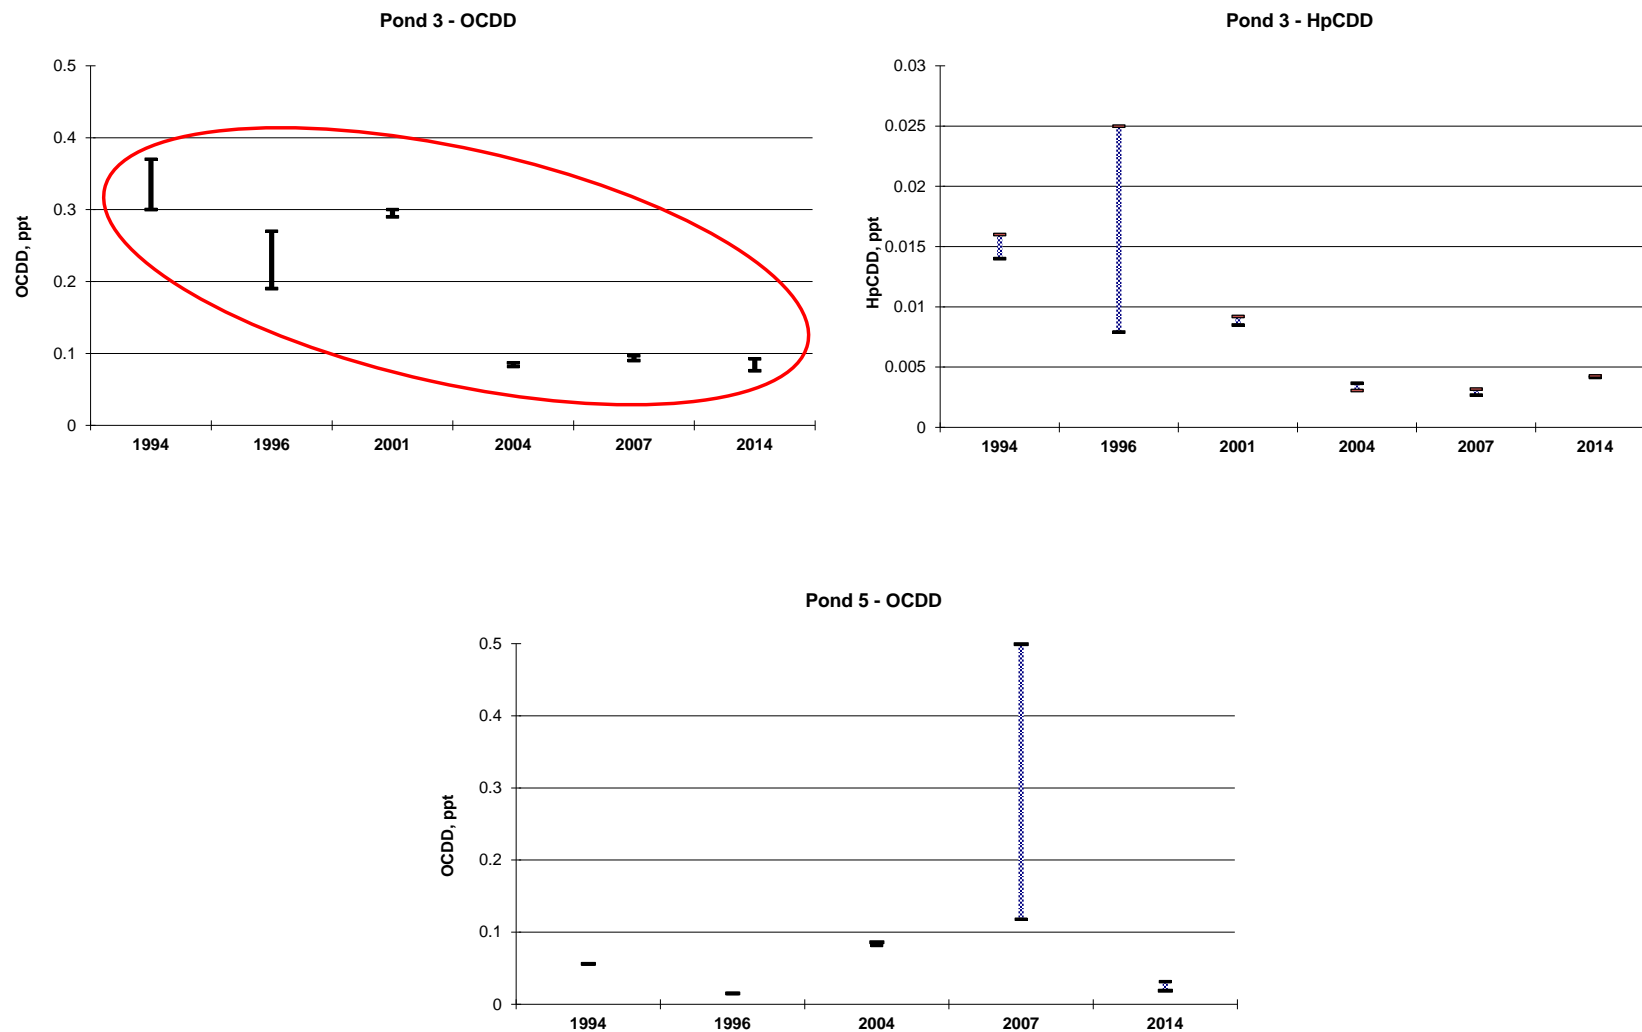 Pond 3 - OCDD
0.5
0.4
0.3
0.2
0.1
0
OCDD, ppt
1994 1996 2001 2004 2007 2014
Pond 3 - HpCDD
0.03
0.025
0.02
0.015
0.01
0.005
0
HpCDD, ppt
1994 1996 2001 2004 2007 2014
Pond 5 - OCDD
0.5
0.4
0.3
0.2
0.1
0
OCDD, ppt
1994 1996 2004 2007 2014